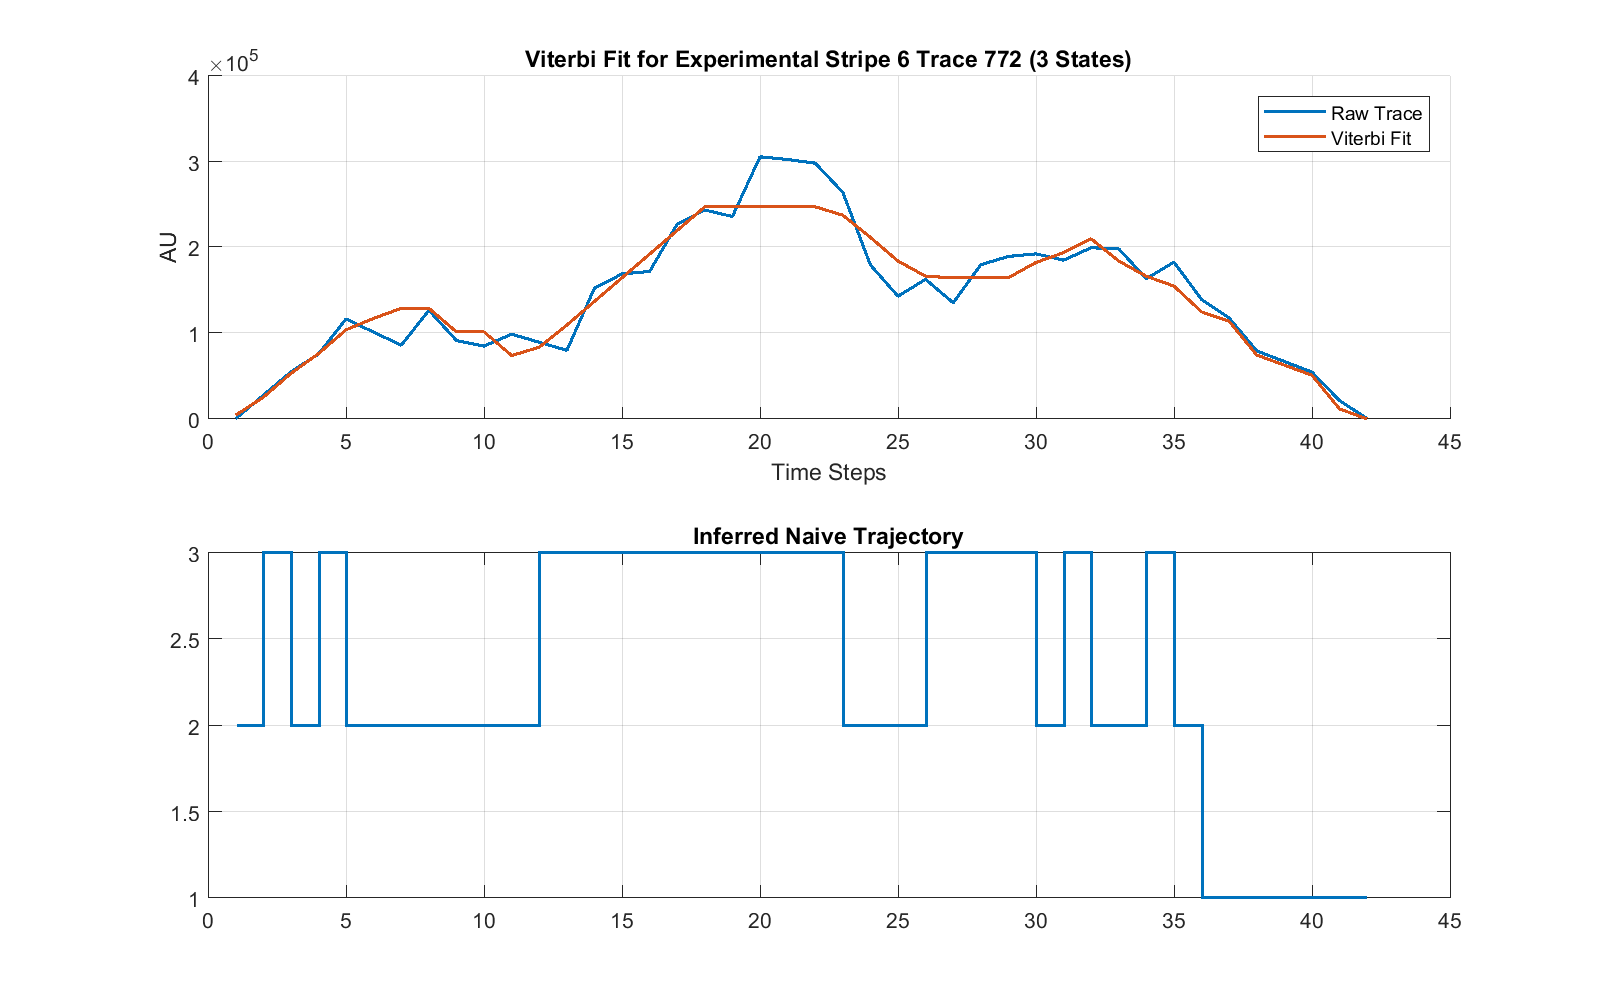 Viterbi Fit for Experimental Stripe 6 Trace 772 (3 States)
×10⁵
4
3
2
1
0
AU
Raw Trace
Viterbi Fit
0 5 10 15 20 25 30 35 40 45
Time Steps
Inferred Naive Trajectory
3
2.5
2
1.5
1
0 5 10 15 20 25 30 35 40 45